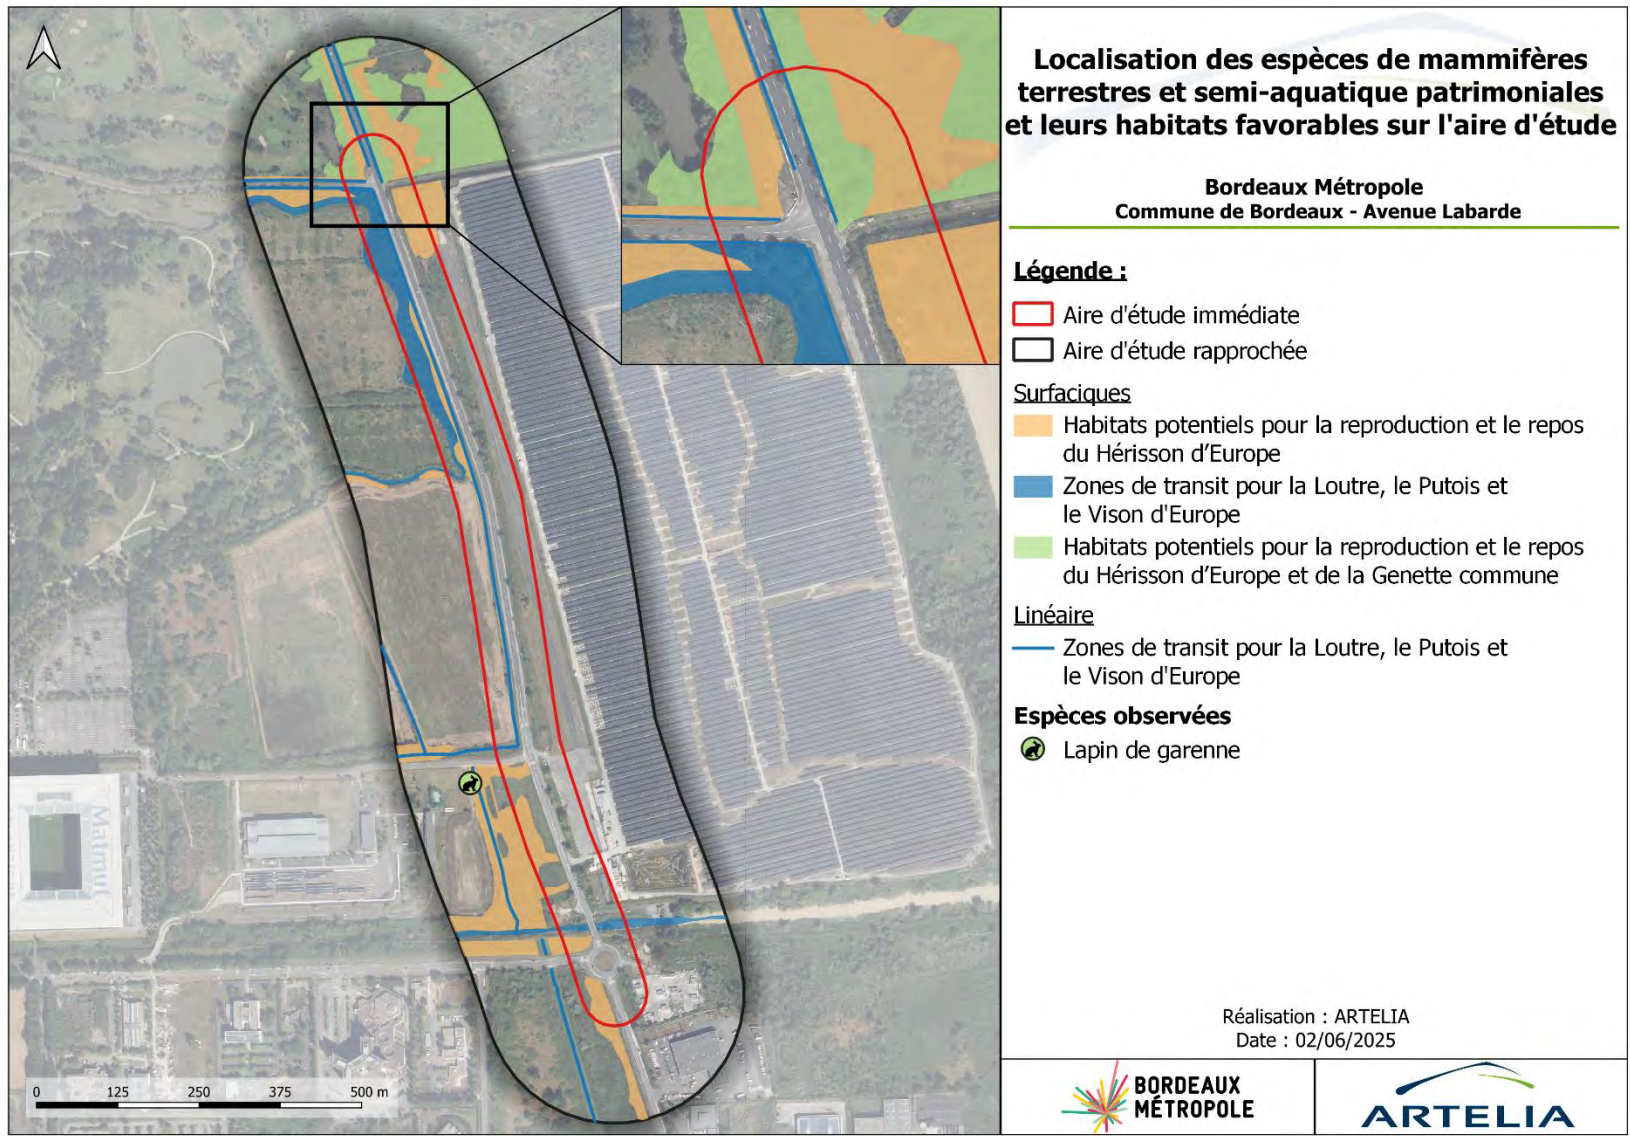 Localisation des espèces de mammifères
terrestres et semi-aquatique patrimoniales
et leurs habitats favorables sur l'aire d'étude
Bordeaux Métropole
Commune de Bordeaux - Avenue Labarde
Légende :
Aire d'étude immédiate
Aire d'étude rapprochée
Surfaciques
Habitats potentiels pour la reproduction et le repos
du Hérisson d’Europe
Zones de transit pour la Loutre, le Putois et
le Vison d'Europe
Habitats potentiels pour la reproduction et le repos
du Hérisson d’Europe et de la Genette commune
Linéaire
Zones de transit pour la Loutre, le Putois et
le Vison d'Europe
Espèces observées
Lapin de garenne
Matmut
0 125 250 375 500 m
Réalisation : ARTELIA
Date : 02/06/2025
BORDEAUX
MÉTROPOLE
ARTELIA